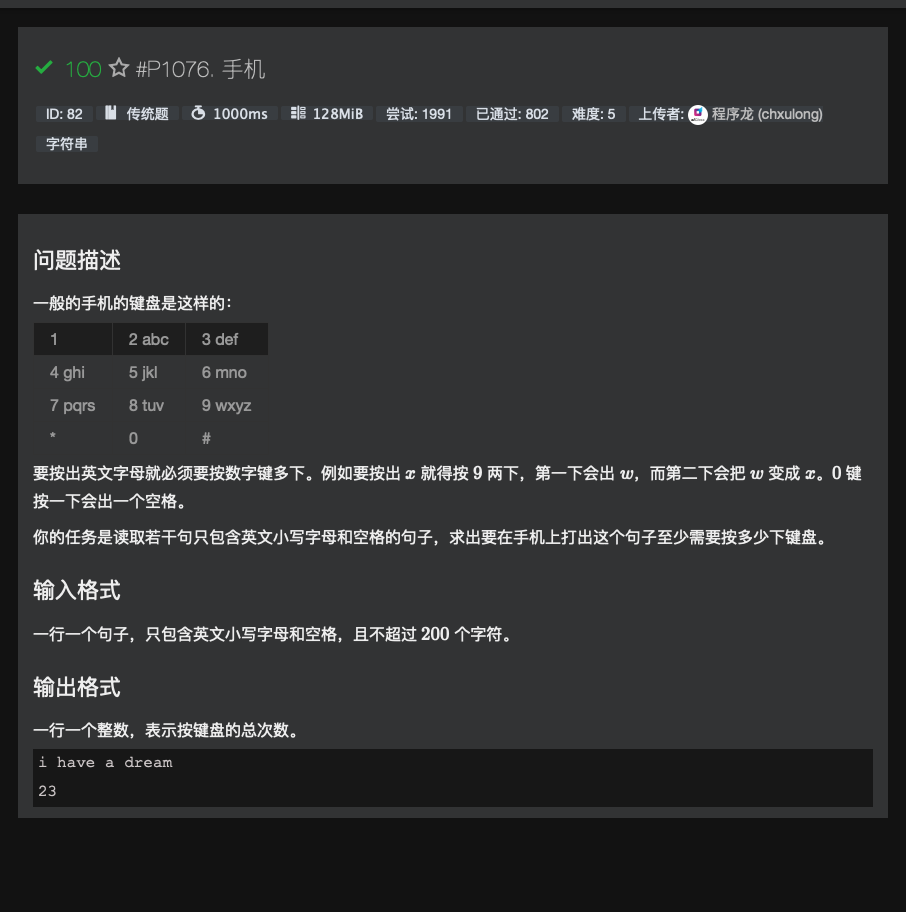 100 #P1076. 手机
ID: 82 传统题 1000ms 128MiB 尝试: 1991 已通过: 802 难度: 5 上传者: 程序龙 (chxulong)
字符串
问题描述
一般的手机的键盘是这样的：
1 2 abc 3 def
4 ghi 5 jkl 6 mno
7 pqrs 8 tuv 9 wxyz
* 0 #
要按出英文字母就必须要按数字键多下。例如要按出 x 就得按 9 两下，第一下会出 w，而第二下会把 w 变成 x。0 键
按一下会出一个空格。
你的任务是读取若干句只包含英文小写字母和空格的句子，求出要在手机上打出这个句子至少需要按多少下键盘。
输入格式
一行一个句子，只包含英文小写字母和空格，且不超过 200 个字符。
输出格式
一行一个整数，表示按键盘的总次数。
i have a dream
23